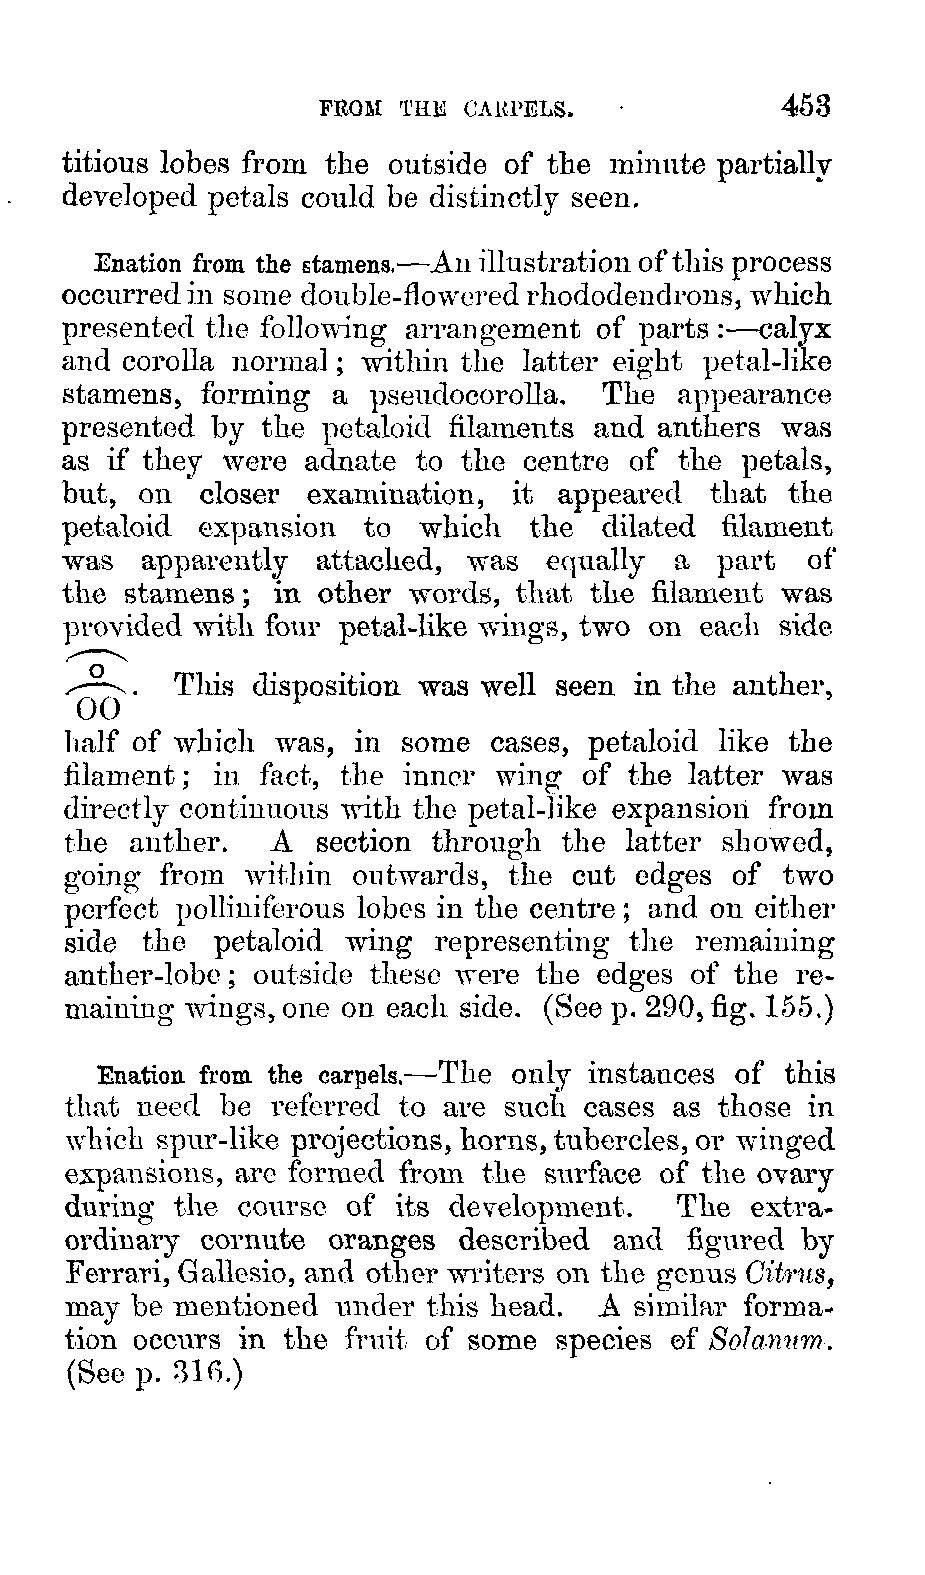 FROM THE CARPELS. 453
titious lobes from the outside of the minute partially
developed petals could be distinctly seen.
Enation from the stamens.—An illustration of this process
occurred in some double-flowered rhododendrons, which
presented the following arrangement of parts :—calyx
and corolla normal; within the latter eight petal-like
stamens, forming a pseudocorolla. The appearance
presented by the petaloid filaments and anthers was
as if they were adnate to the centre of the petals,
but, on closer examination, it appeared that the
petaloid expansion to which the dilated filament
was apparently attached, was equally a part of
the stamens; in other words, that the filament was
provided with four petal-like wings, two on each side
This disposition was well seen in the anther,
half of which was, in some cases, petaloid like the
filament; in fact, the inner wing of the latter was
directly continuous with the petal-like expansion from
the anther. A section through the latter showed,
going from within outwards, the cut edges of two
perfect polliniferous lobes in the centre; and on either
side the petaloid wing representing the remaining
anther-lobe; outside these were the edges of the re-
maining wings, one on each side. (See p. 290, fig. 155.)
Enation from the carpels.—The only instances of this
that need be referred to are such cases as those in
which spur-like projections, horns, tubercles, or winged
expansions, are formed from the surface of the ovary
during the course of its development. The extra-
ordinary cornute oranges described and figured by
Ferrari, Gallesio, and other writers on the genus Citrus,
may be mentioned under this head. A similar forma-
tion occurs in the fruit of some species of Solanum.
(See p. 316.)